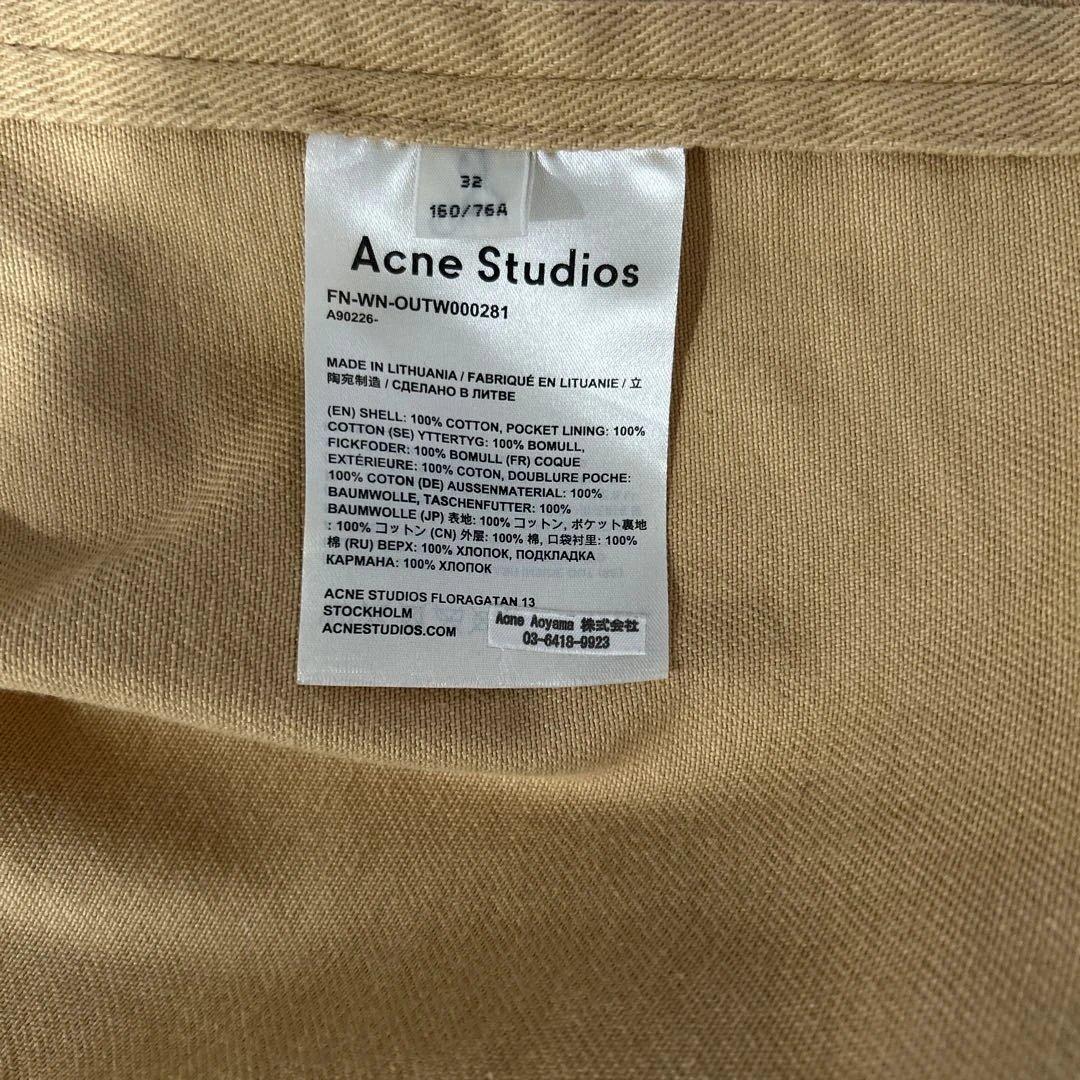 32
160/76A
Acne Studios
FN-WN-OUTW000281
A90226-
MADE IN LITHUANIA / FABRIQUÉ EN LITUANIE / 立
陶宛制造 / СДЕЛАНО В ЛИТВЕ
(EN) SHELL: 100% COTTON, POCKET LINING: 100%
COTTON (SE) YTTERTYG: 100% BOMULL,
FICKFODER: 100% BOMULL (FR) COQUE
EXTÉRIEURE: 100% COTON, DOUBLURE POCHE:
100% COTON (DE) AUSSENMATERIAL: 100%
BAUMWOLLE, TASCHENFUTTER: 100%
BAUMWOLLE (JP) 表地: 100% コットン, ポケット裏地
: 100% コットン (CN) 外层: 100% 棉, 口袋衬里: 100%
棉 (RU) ВЕРХ: 100% ХЛОПОК, ПОДКЛАДКА
КАРМАНА: 100% ХЛОПОК
ACNE STUDIOS FLORAGATAN 13
STOCKHOLM
ACNESTUDIOS.COM
Acne Aoyama 株式会社
03-6418-9923